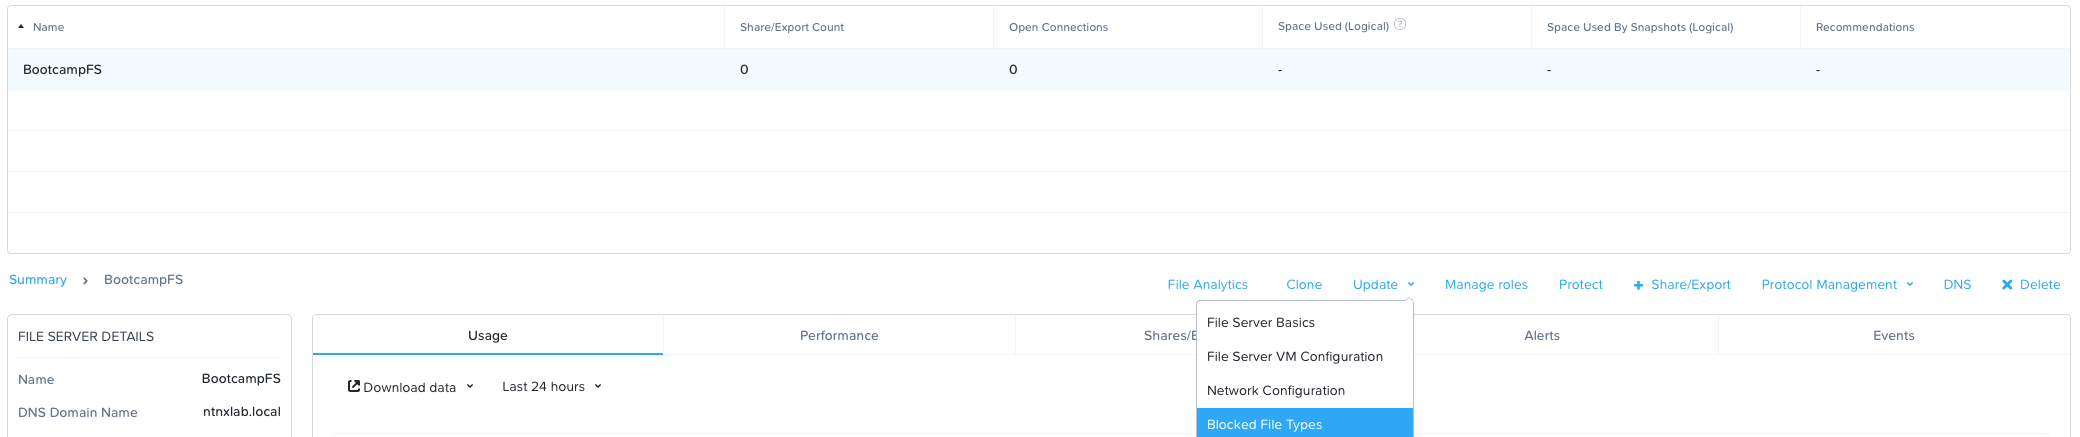 Name Share/Export Count Open Connections Space Used (Logical) ? Space Used By Snapshots (Logical) Recommendations
BootcampFS 0 0 - - -
Summary > BootcampFS File Analytics Clone Update Manage roles Protect + Share/Export Protocol Management DNS × Delete
File Server Basics
File Server VM Configuration
Network Configuration
Blocked File Types
FILE SERVER DETAILS
Name BootcampFS
DNS Domain Name ntnxlab.local
Usage Performance Shares/E Alerts Events
Download data Last 24 hours